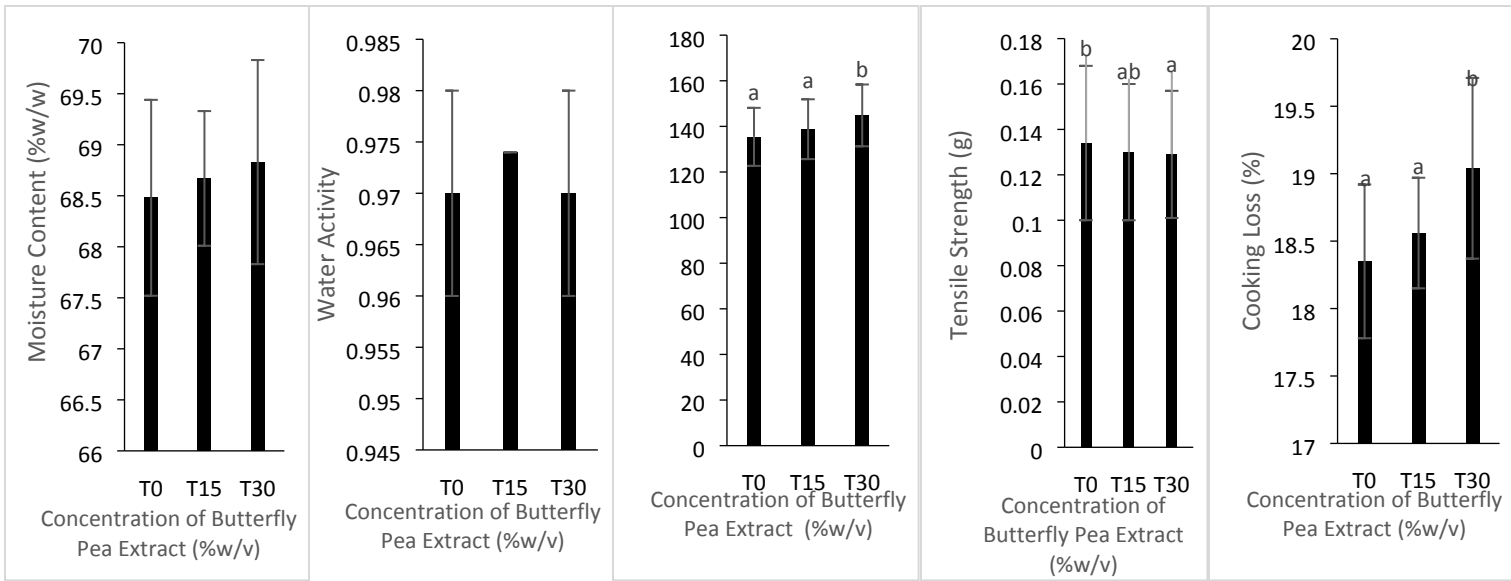 Moisture Content (%w/w)
70
69.5
69
68.5
68
67.5
67
66.5
66
T0 T15 T30
Concentration of Butterfly
Pea Extract (%w/v)
Water Activity
0.985
0.98
0.975
0.97
0.965
0.96
0.955
0.95
0.945
T0 T15 T30
Concentration of Butterfly
Pea Extract (%w/v)
180
160
140
120
100
80
60
40
20
0
a a b
T0 T15 T30
Concentration of Butterfly
Pea Extract (%w/v)
Tensile Strength (g)
0.18
0.16
0.14
0.12
0.1
0.08
0.06
0.04
0.02
0
b ab a
T0 T15 T30
Concentration of
Butterfly Pea Extract
(%w/v)
Cooking Loss (%)
20
19.5
19
18.5
18
17.5
17
a a b
T0 T15 T30
Concentration of Butterfly
Pea Extract (%w/v)